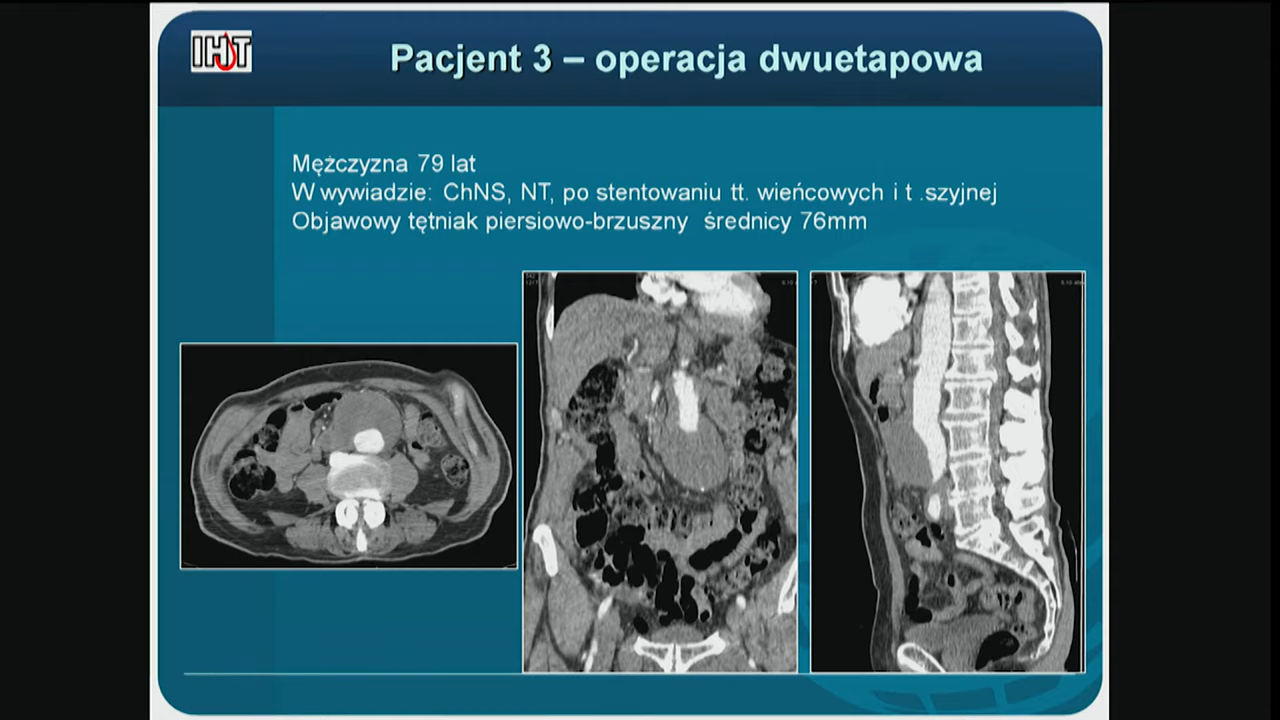 IHT
Pacjent 3 – operacja dwuetapowa
Mężczyzna 79 lat
W wywiadzie: ChNS, NT, po stentowaniu tt. wieńcowych i t .szyjnej
Objawowy tętniak piersiowo-brzuszny średnicy 76mm